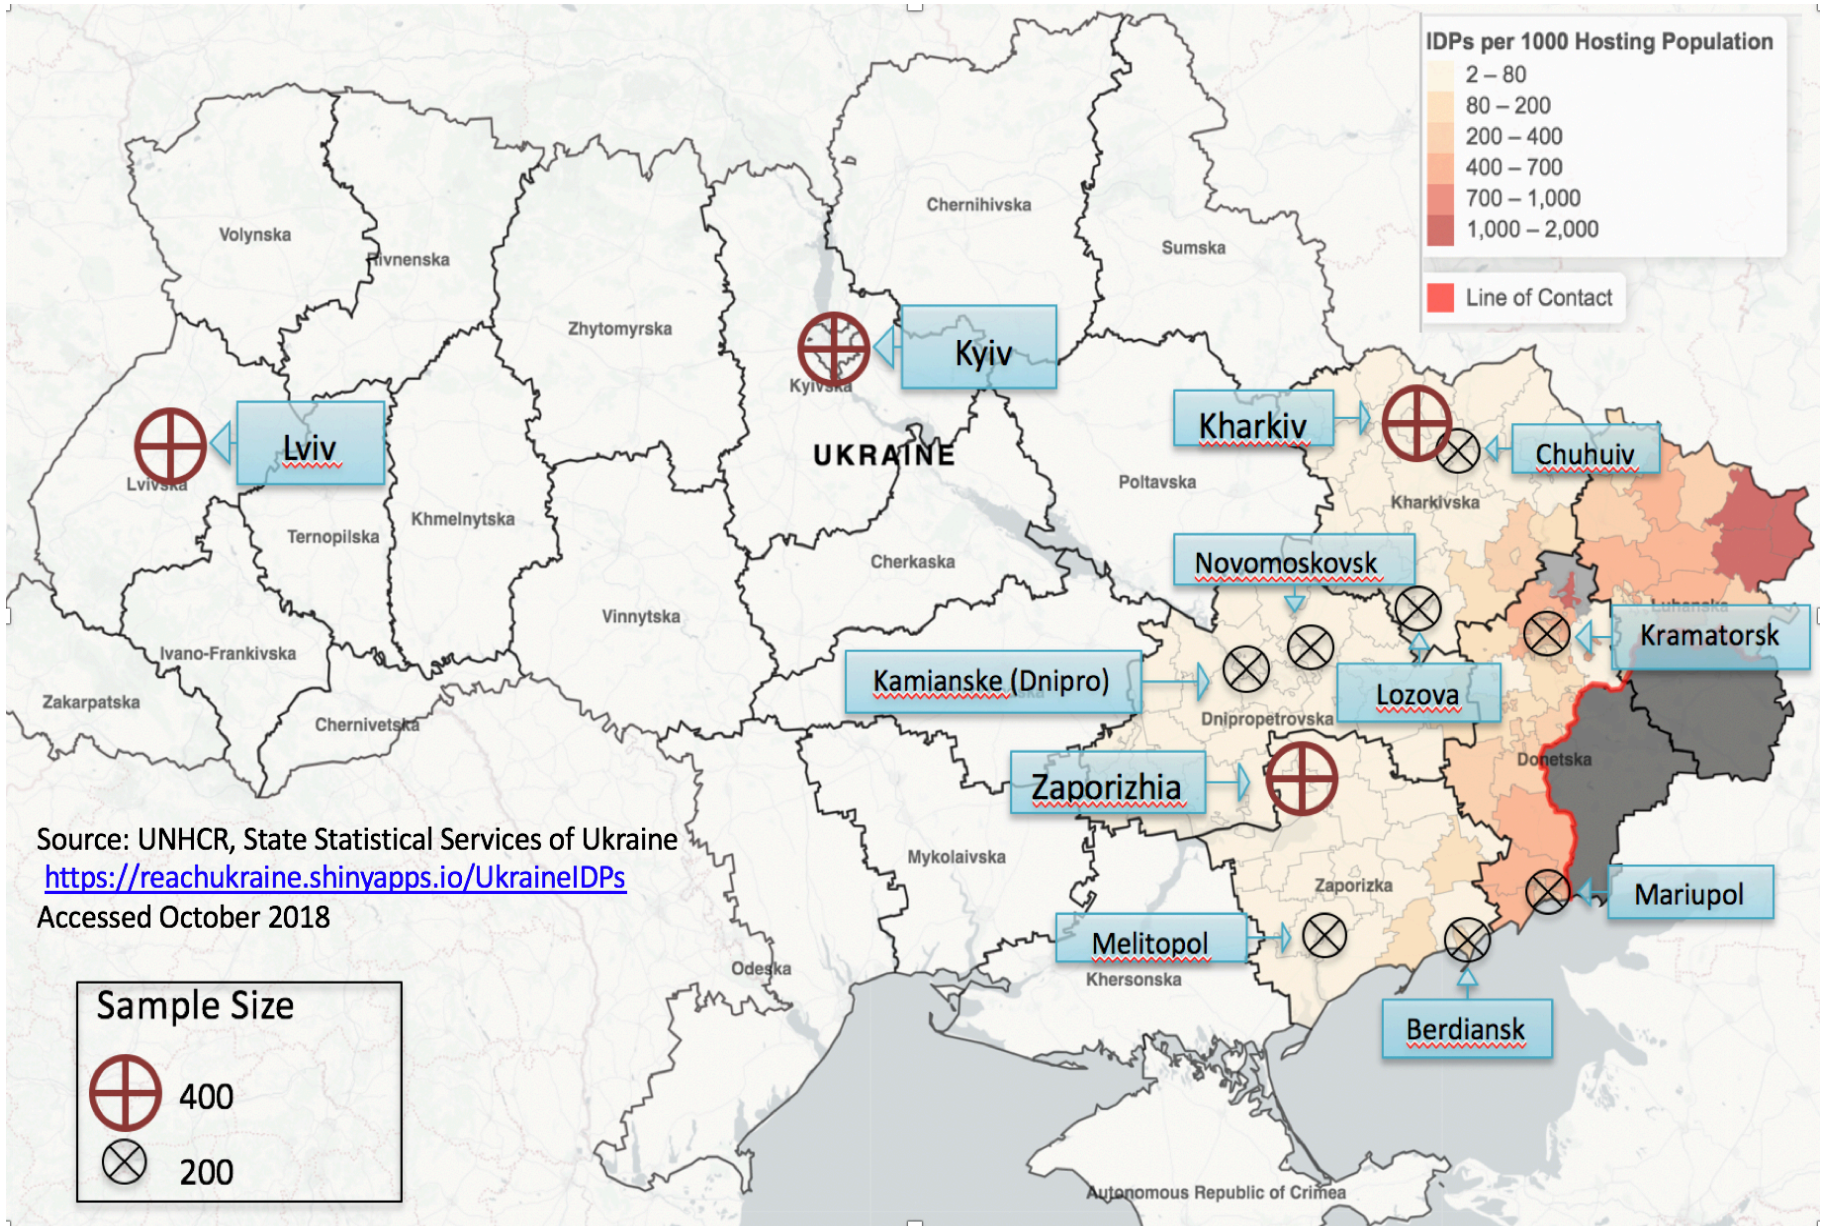 IDPs per 1000 Hosting Population
2 – 80
80 – 200
200 – 400
400 – 700
700 – 1,000
1,000 – 2,000
Line of Contact
Chernihivska
Volynska
Sumska
Zhytomyrska
Kyiv
Kyivska
Kharkiv
Lviv
UKRAINE
Chuhuiv
Lvivska
Poltavska
Kharkivska
Khmelnytska
Ternopilska
Novomoskovsk
Cherkaska
Luhanska
Vinnytska
Kramatorsk
Ivano-Frankivska
Kamianske (Dnipro)
Lozova
Zakarpatska
Chernivetska
Dnipropetrovska
Donetska
Zaporizhia
Source: UNHCR, State Statistical Services of Ukraine
https://reachukraine.shinyapps.io/UkraineIDPs
Accessed October 2018
Mykolaivska
Zaporizka
Mariupol
Melitopol
Odeska
Khersonska
Berdiansk
Sample Size
400
200
Autonomous Republic of Crimea